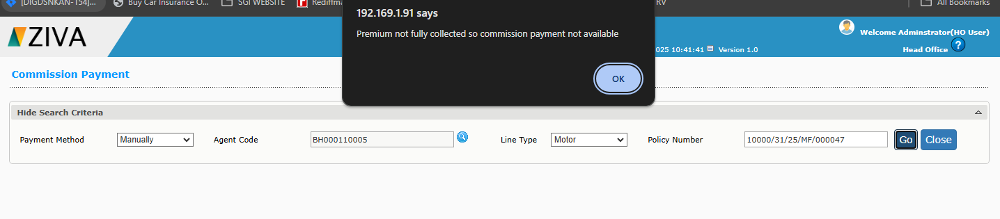 [DIGDSNKAN-154]...
Buy Car Insurance O...
SGI WEBSITE
Rediffma
RV
All Bookmarks
192.169.1.91 says
Premium not fully collected so commission payment not available
OK
ZIVA
Welcome Adminstrator(HO User)
025 10:41:41 Version 1.0
Head Office ?
Commission Payment
Hide Search Criteria
Payment Method Manually Agent Code BH000110005 Line Type Motor Policy Number 10000/31/25/MF/000047 Go Close